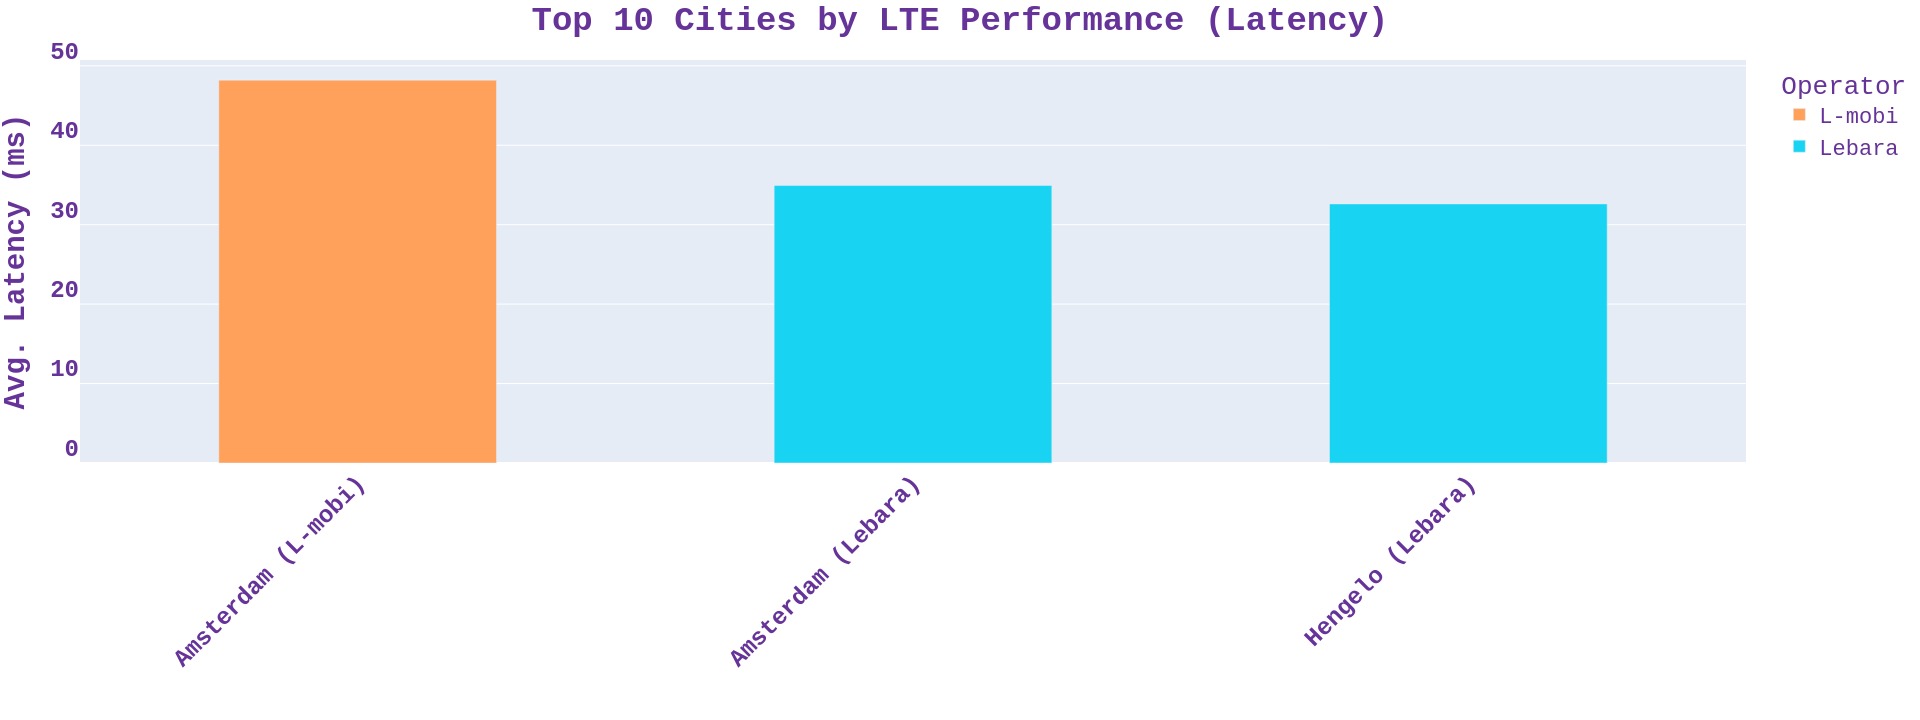 Top 10 Cities by LTE Performance (Latency)
Avg. Latency (ms)
50
40
30
20
10
0
Amsterdam (L-mobi)
Amsterdam (Lebara)
Hengelo (Lebara)
Operator
L-mobi
Lebara